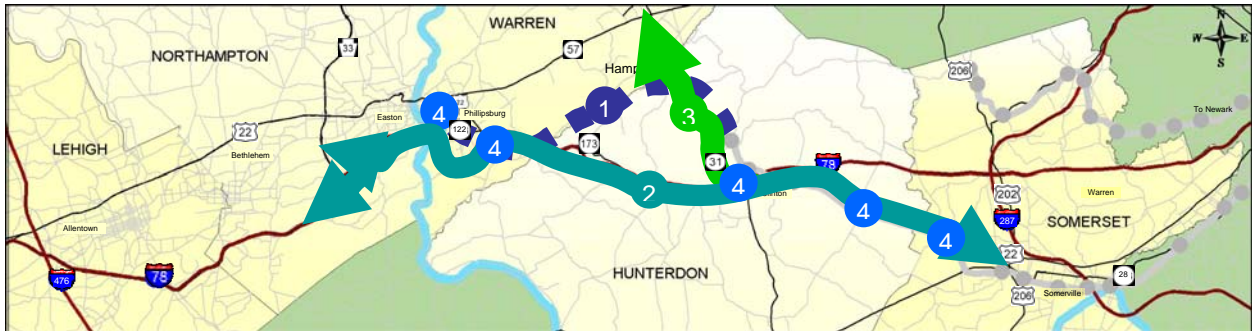 WARREN
NORTHAMPTON
33
57
Hamp
206
N
W E
S
To Newark
1
4
Phillipsburg
3
Easton
122
22
4
173
31
78
LEHIGH
Bethlehem
2
4
nton
202
Warren
4
287
SOMERSET
Allentown
4
22
HUNTERDON
476
78
28
206
Somerville